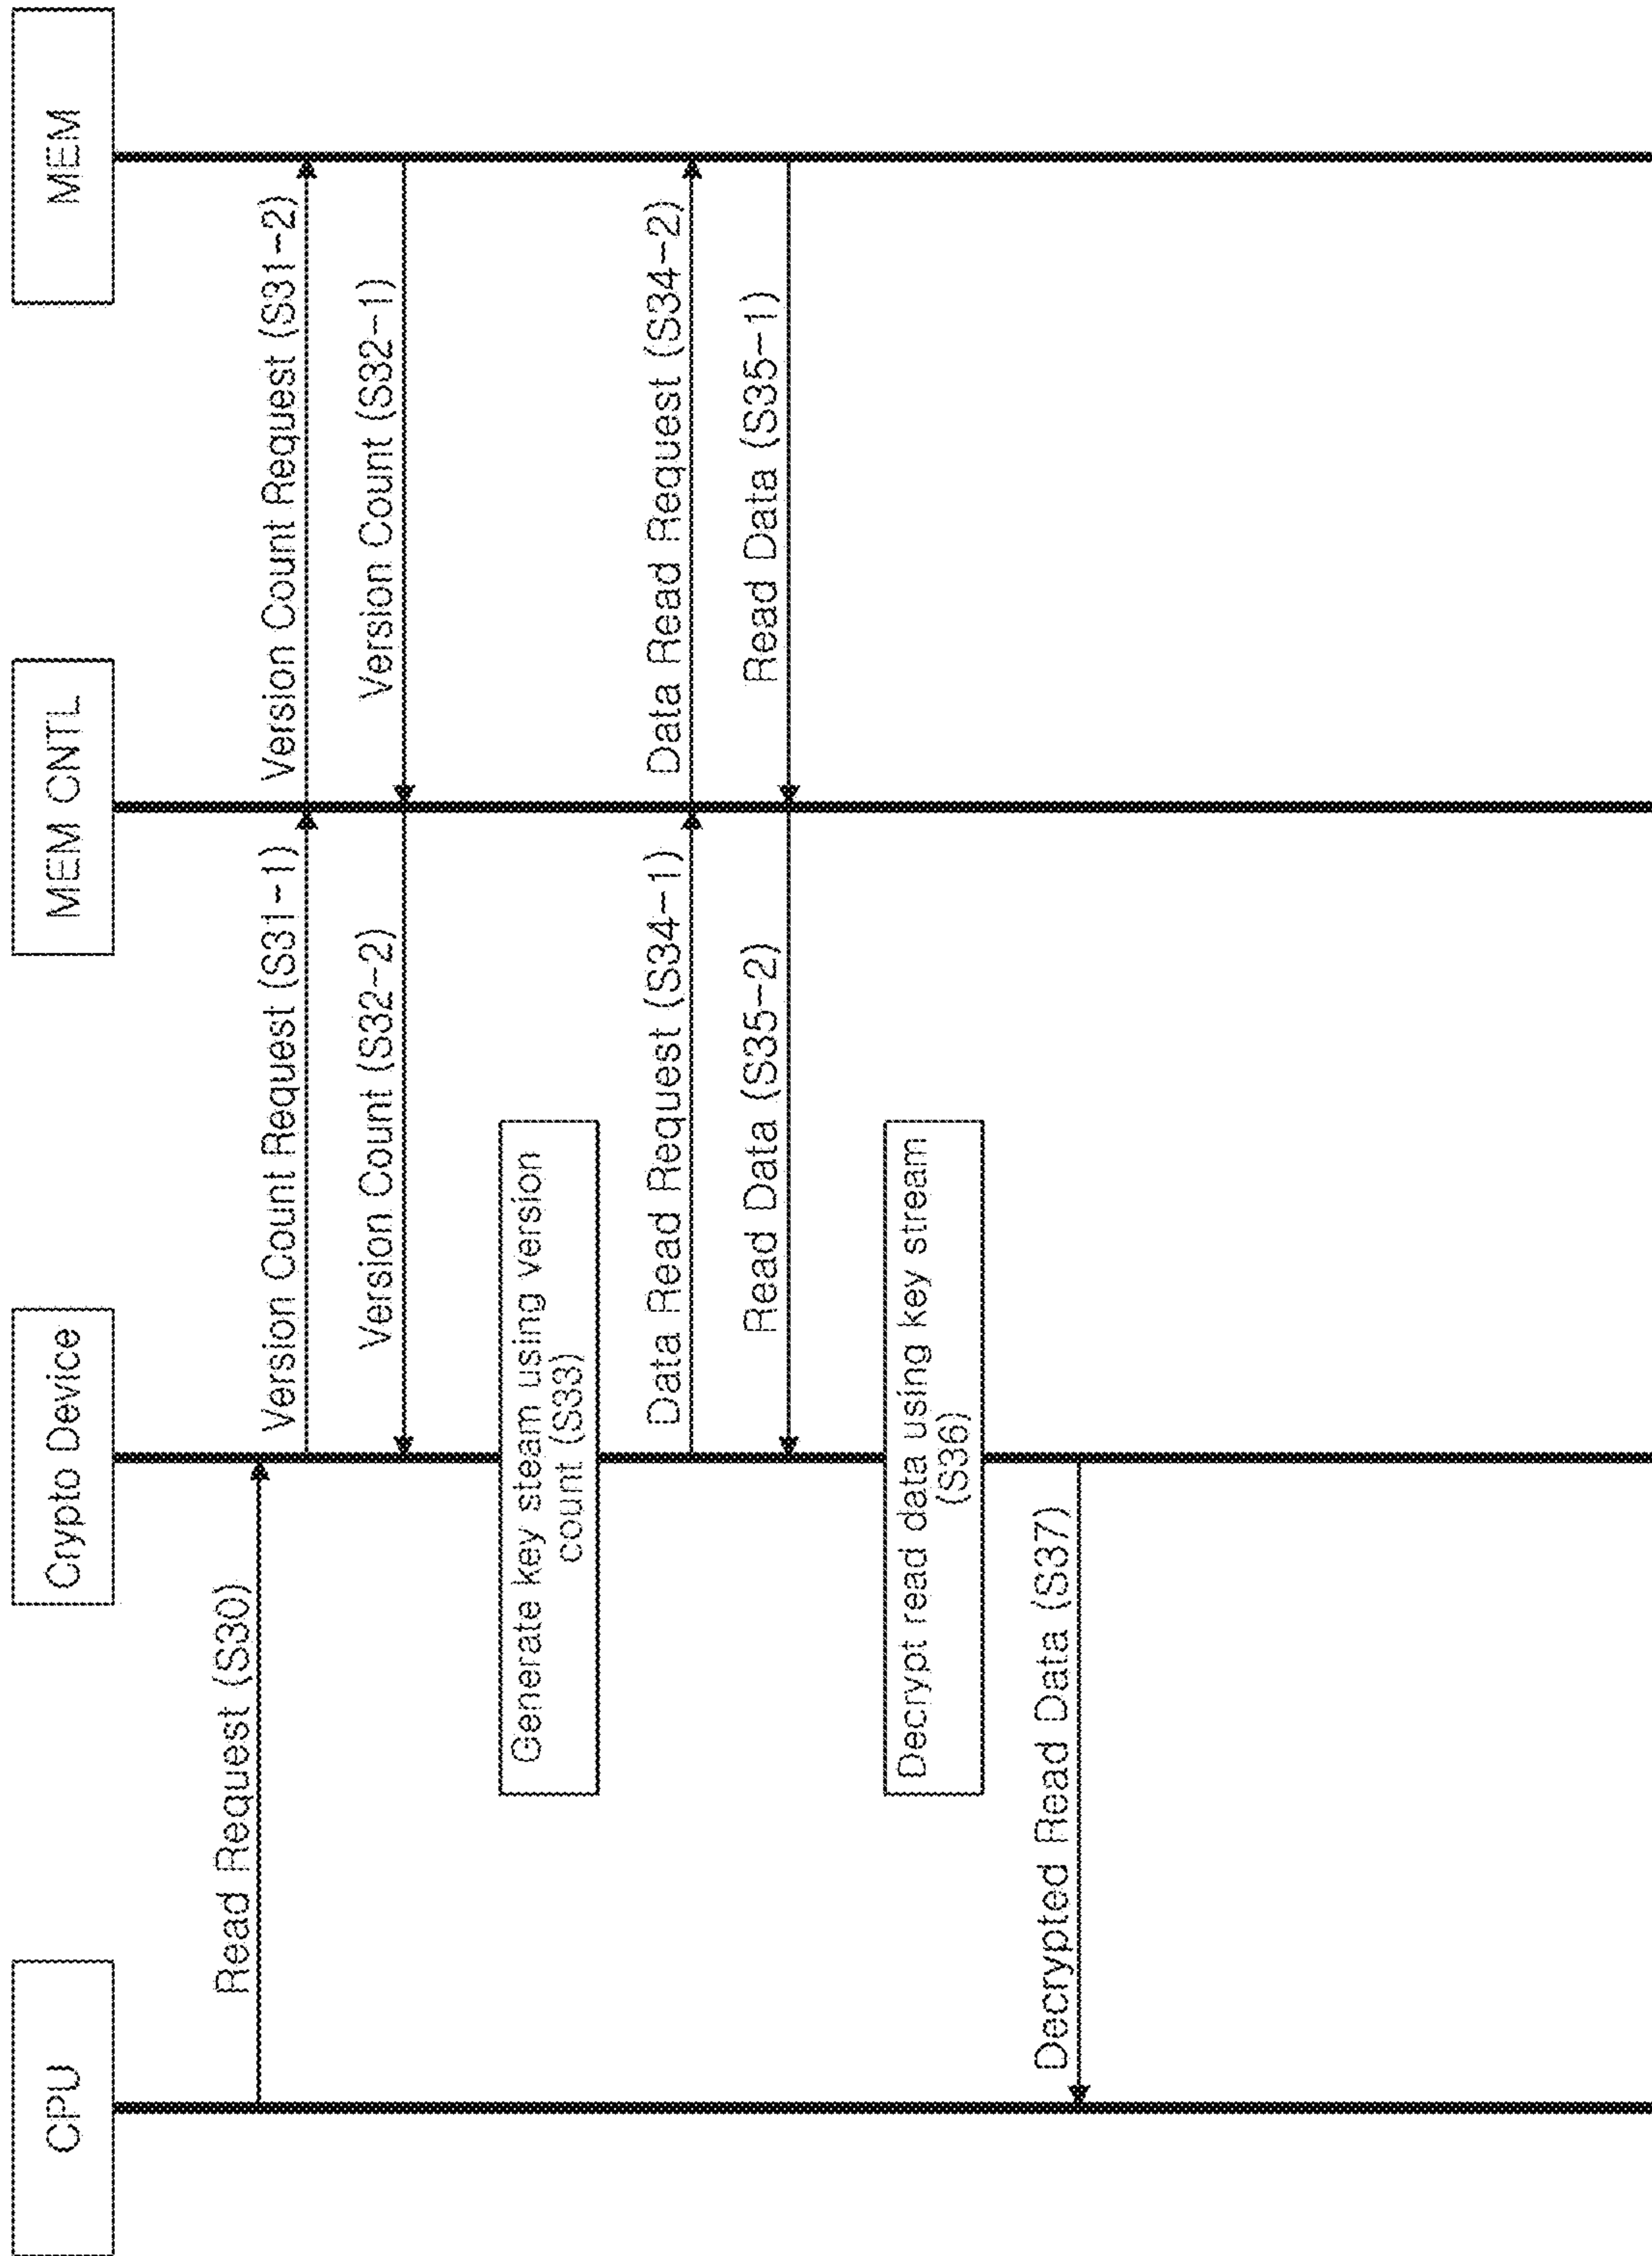 CPU
Crypto Device
MEM CNTL
MEM
Read Request (S30)
Version Count Request (S31-1)
Version Count Request (S31-2)
Version Count (S32-2)
Version Count (S32-1)
Generate key steam using version
count (S33)
Data Read Request (S34-1)
Data Read Request (S34-2)
Read Data (S35-2)
Read Data (S35-1)
Decrypt read data using key stream
(S36)
Decrypted Read Data (S37)